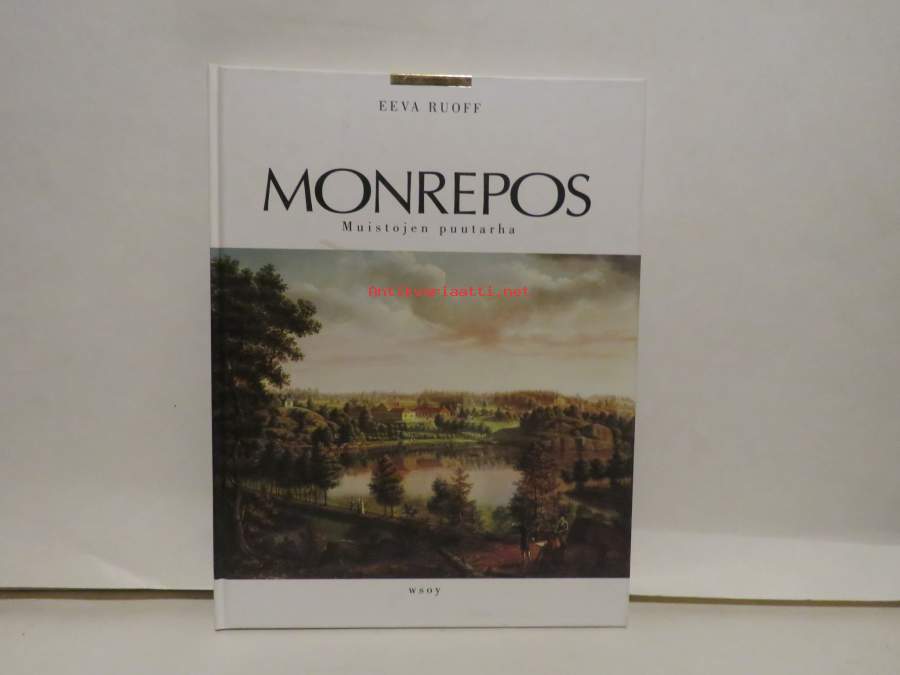 EEVA RUOFF
MONREPOS
Muistojen puutarha
Antikvariaatti.net
wsoy